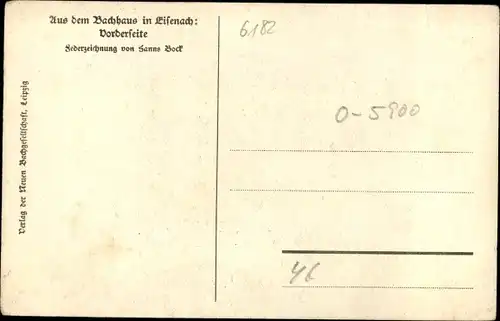 Aus dem Bachhaus in Eisenach:
Vorderseite
Federzeichnung von Hanns Bock
Verlag der Neuen Bachgesellschaft, Leipzig
6182
0-5900
46